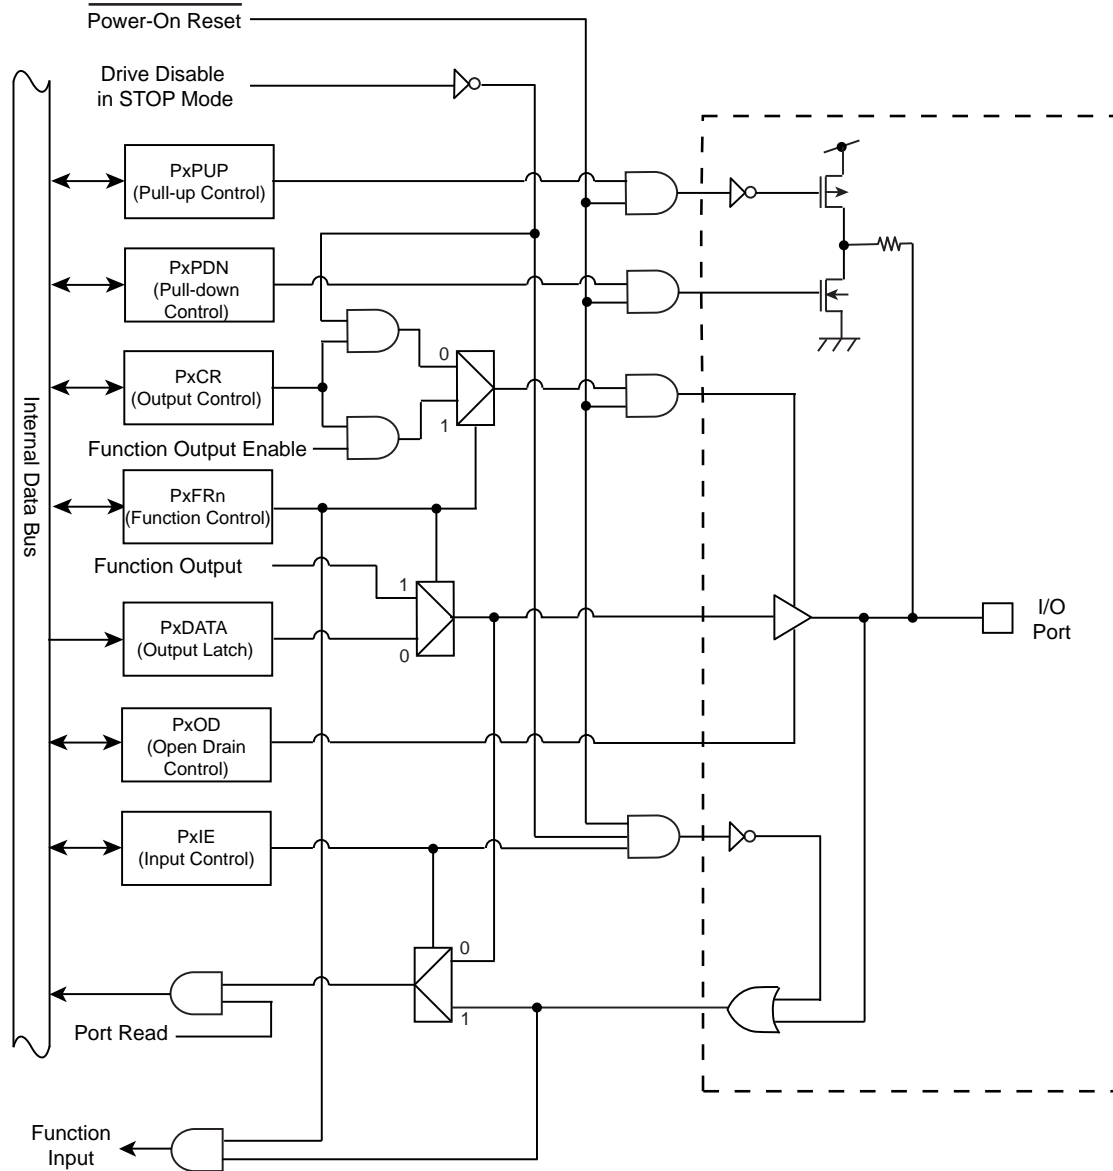 Power-On Reset
Drive Disable
in STOP Mode
PxPUP
(Pull-up Control)
PxPDN
(Pull-down
Control)
PxCR
(Output Control)
0
1
Function Output Enable
Internal Data Bus
PxFRn
(Function Control)
Function Output
1
PxDATA
(Output Latch)
0
I/O
Port
PxOD
(Open Drain
Control)
PxIE
(Input Control)
0
1
Port Read
Function
Input